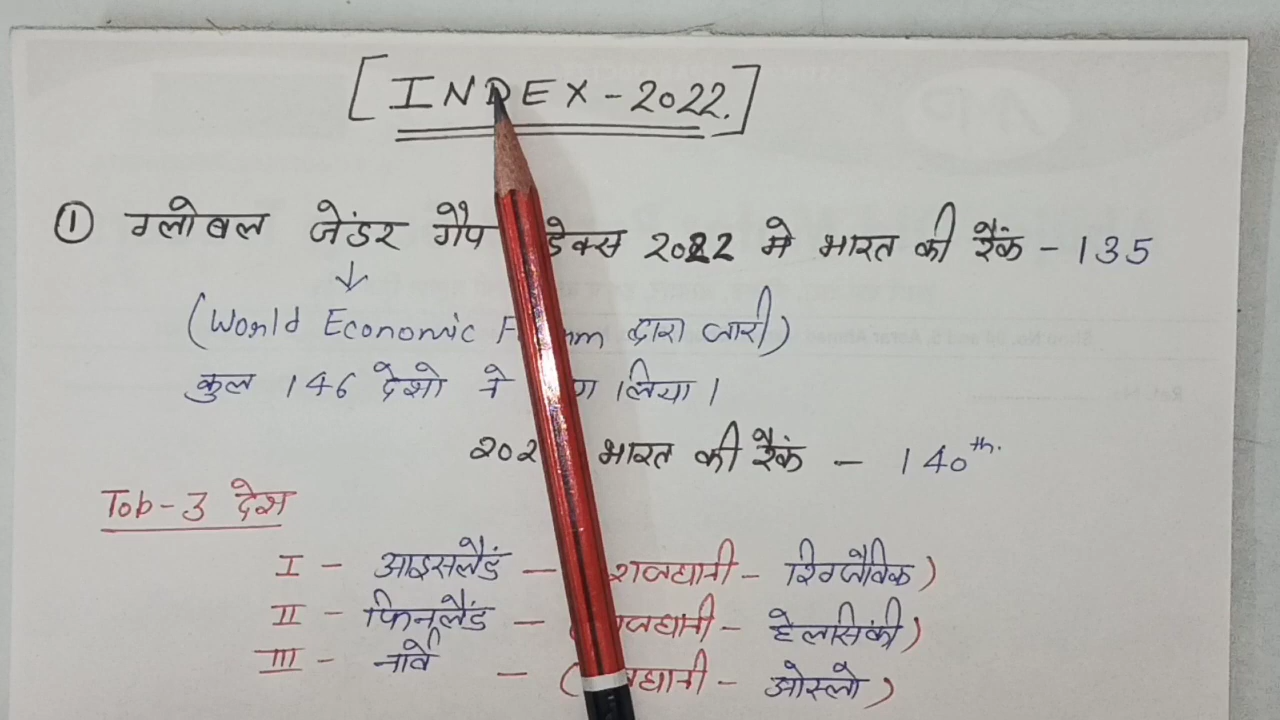 [INDEX-2022.]
① ग्लोबल जेंडर गैप डेक्स 2022 मे भारत की रैंक - 135
(World Economic द्वारा जारी)
कुल 146 देशो ने लिया।
202 भारत की रैंक - 140th.
Tob-3 देश
I - आइसलैंड - राजधानी - रिग्जैविक)
II - फिनलैंड - (राजधानी - हेलसिंकी)
III - नार्वे - (जधानी - ओस्लो)